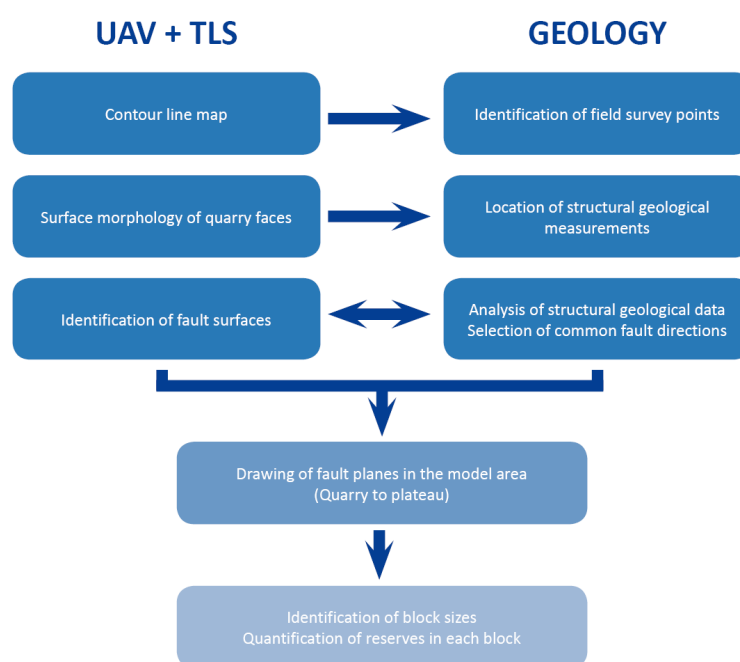 UAV + TLS
GEOLOGY
Contour line map
Identification of field survey points
Surface morphology of quarry faces
Location of structural geological
measurements
Identification of fault surfaces
Analysis of structural geological data
Selection of common fault directions
Drawing of fault planes in the model area
(Quarry to plateau)
Identification of block sizes
Quantification of reserves in each block